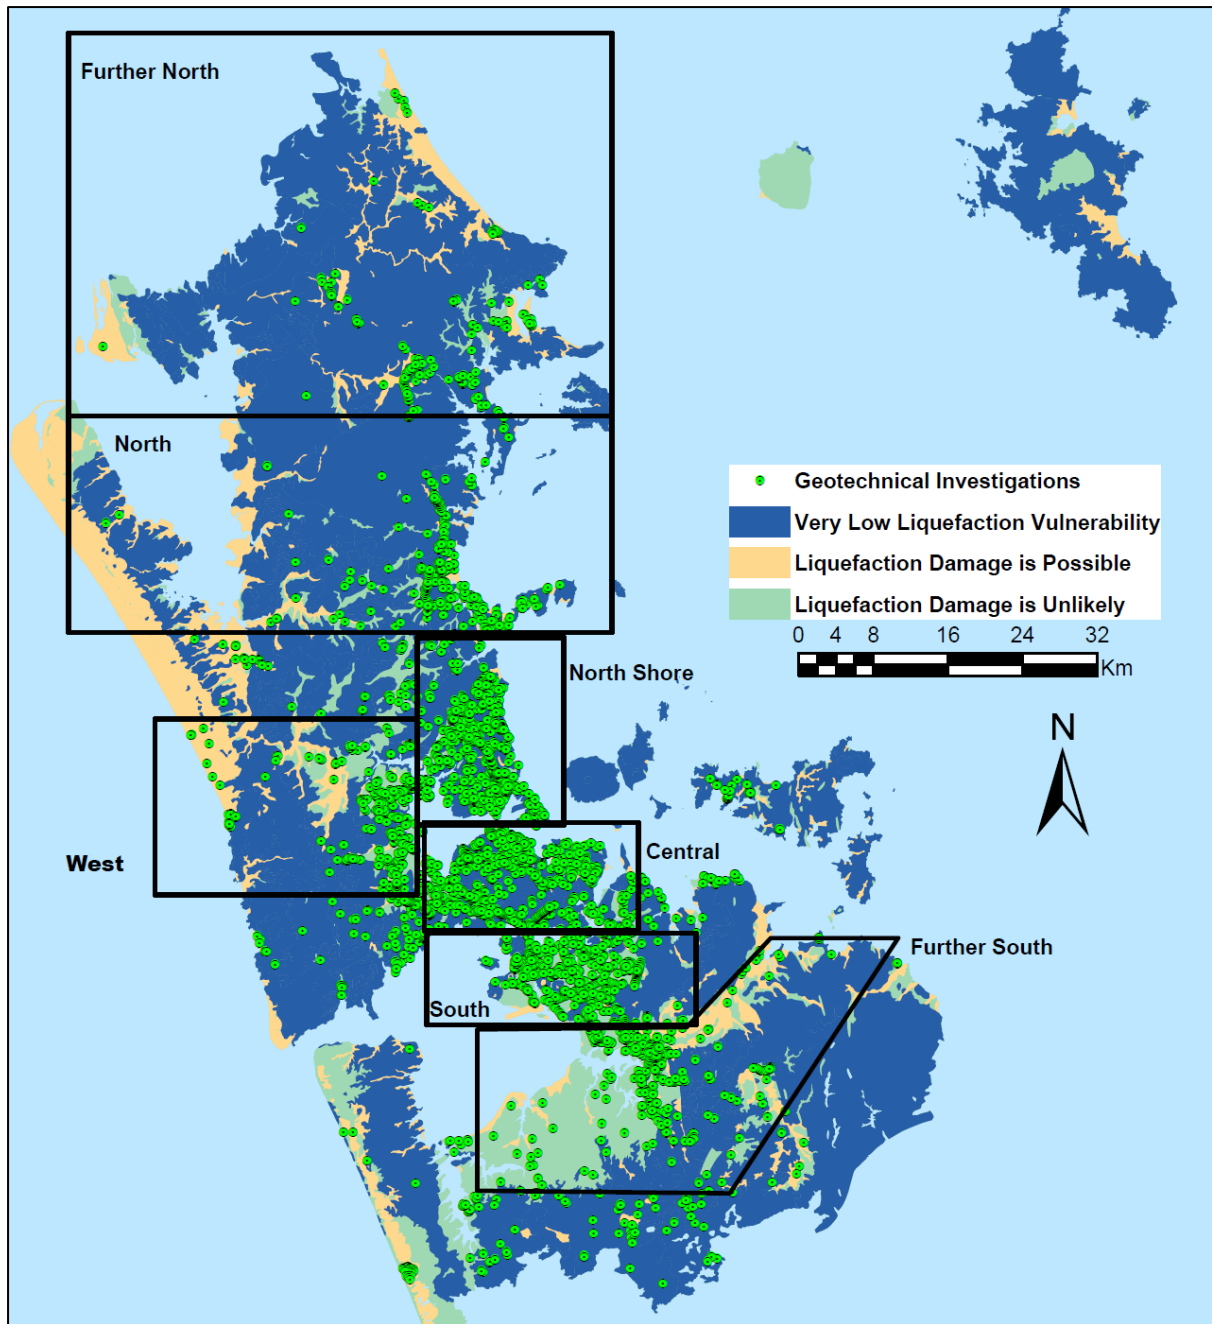 Further North
North
Geotechnical Investigations
Very Low Liquefaction Vulnerability
Liquefaction Damage is Possible
Liquefaction Damage is Unlikely
0 4 8 16 24 32
Km
North Shore
N
West
Central
Further South
South